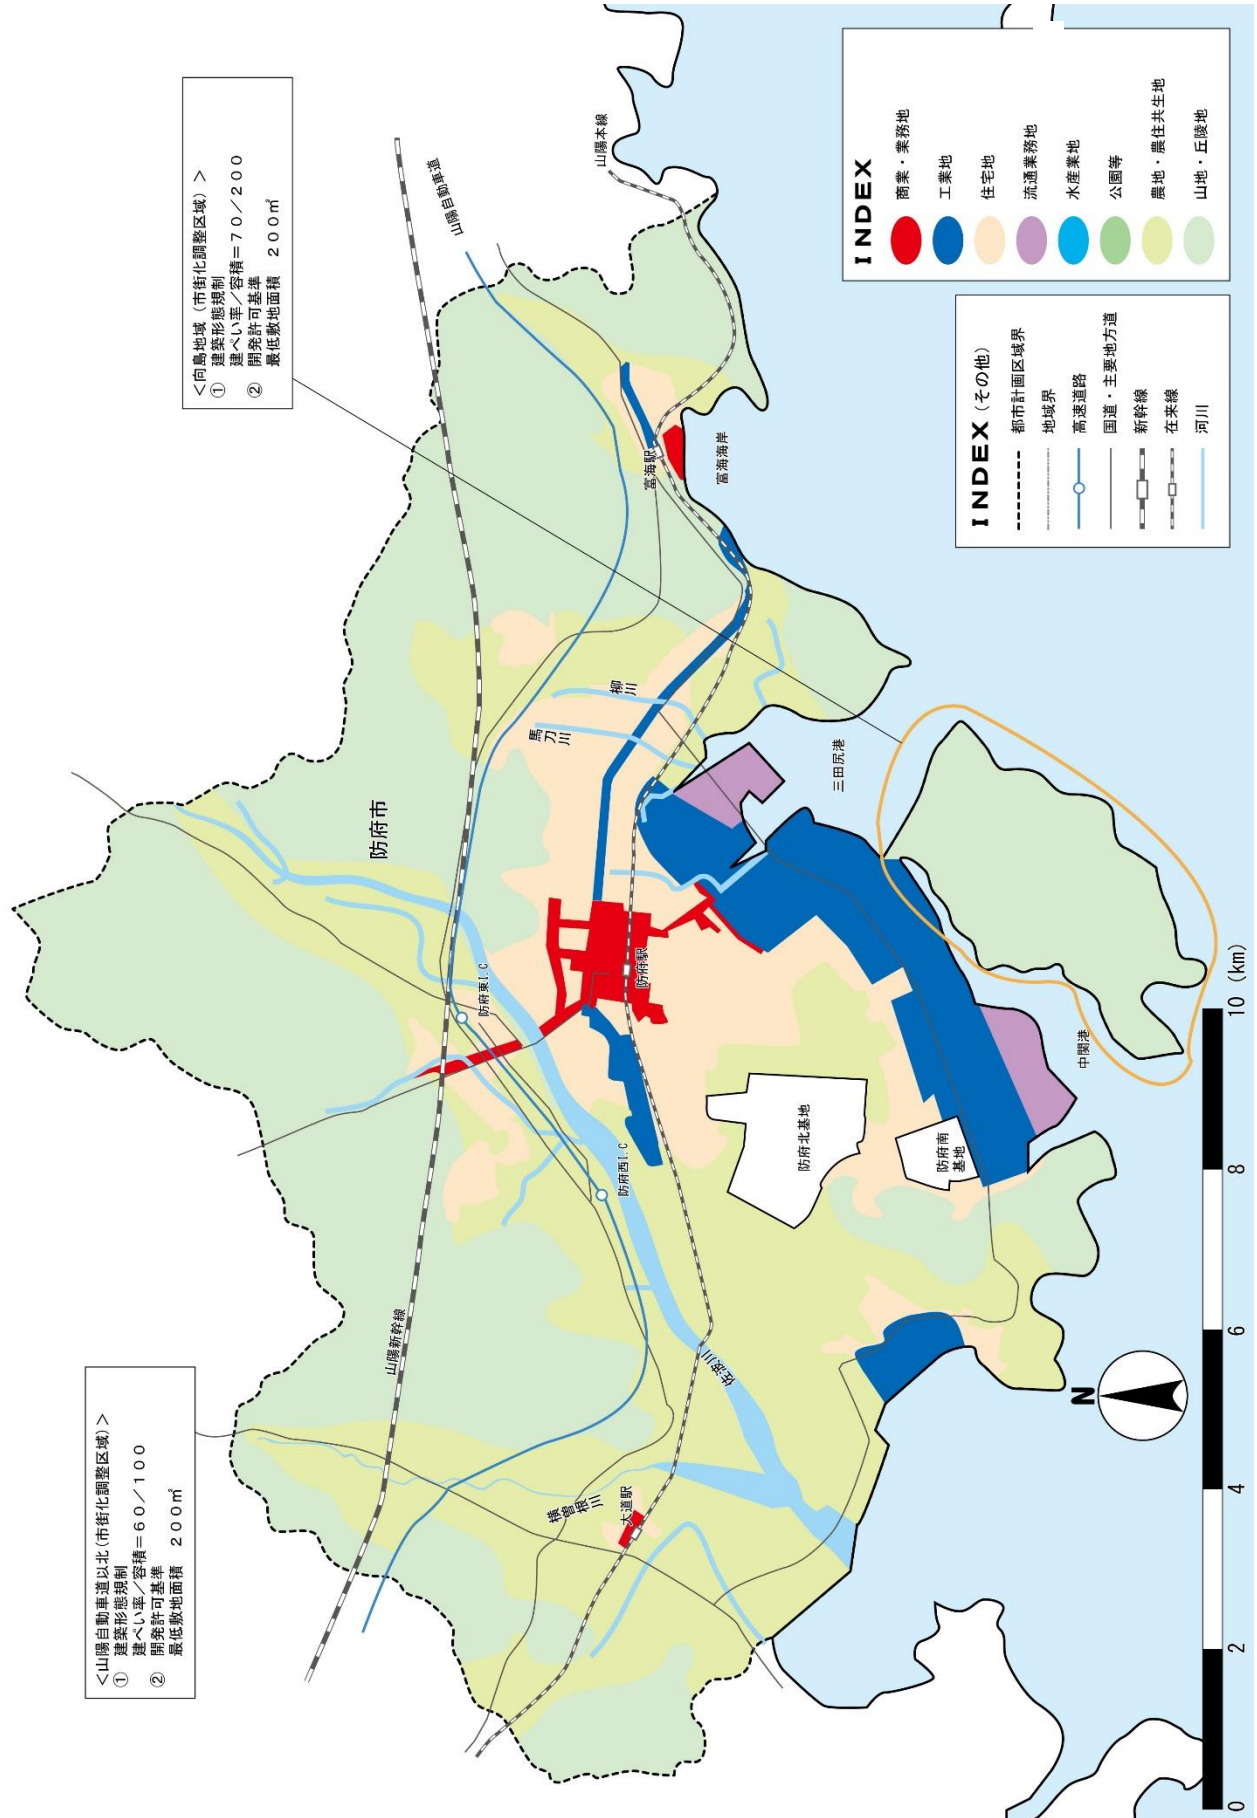 <山陽自動車道以北(市街化調整区域)>
① 建築形態規制
建ぺい率／容積＝６０／１００
② 開発許可基準
最低敷地面積 ２００㎡
<向島地域(市街化調整区域)>
① 建築形態規制
建ぺい率／容積＝７０／２００
② 開発許可基準
最低敷地面積 ２００㎡
山陽新幹線
防府市
山陽自動車道
山陽本線
横曽根川
大道駅
佐波川
防府西I.C
防府東I.C
防府駅
馬刀川
柳川
富海駅
富海海岸
防府北基地
防府南
基地
中関港
三田尻港
INDEX
商業・業務地
工業地
住宅地
流通業務地
水産業地
公園等
農地・農住共生地
山地・丘陵地
INDEX (その他)
都市計画区域界
地域界
高速道路
国道・主要地方道
新幹線
在来線
河川
N
0 2 4 6 8 10 (km)